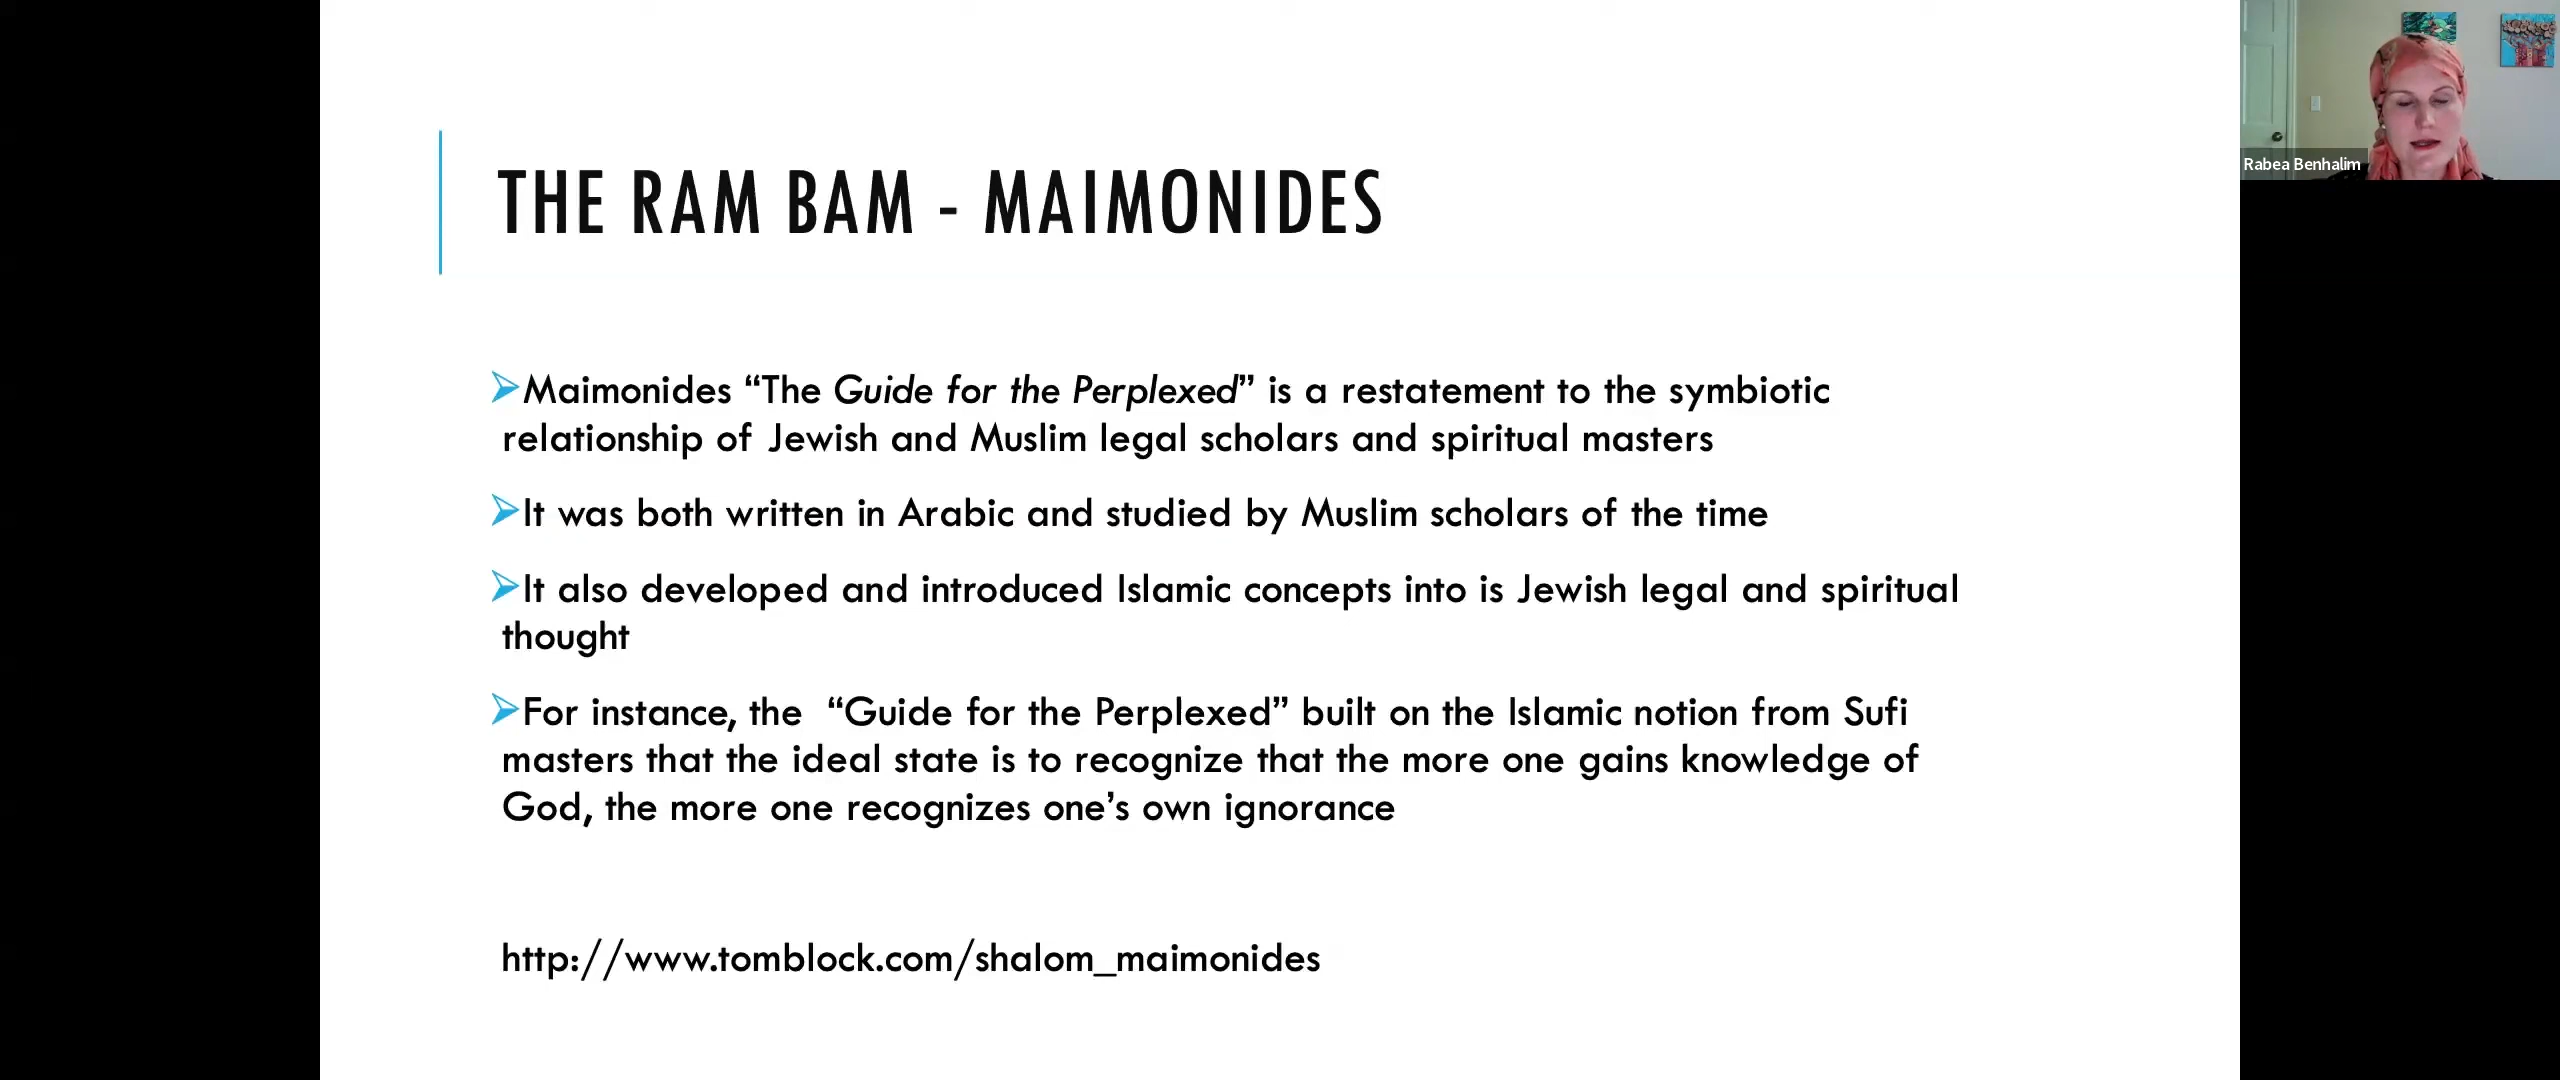 THE RAM BAM - MAIMONIDES
Maimonides “The Guide for the Perplexed” is a restatement to the symbiotic
relationship of Jewish and Muslim legal scholars and spiritual masters
It was both written in Arabic and studied by Muslim scholars of the time
It also developed and introduced Islamic concepts into is Jewish legal and spiritual
thought
For instance, the “Guide for the Perplexed” built on the Islamic notion from Sufi
masters that the ideal state is to recognize that the more one gains knowledge of
God, the more one recognizes one’s own ignorance
http://www.tomblock.com/shalom_maimonides
Rabea Benhalim